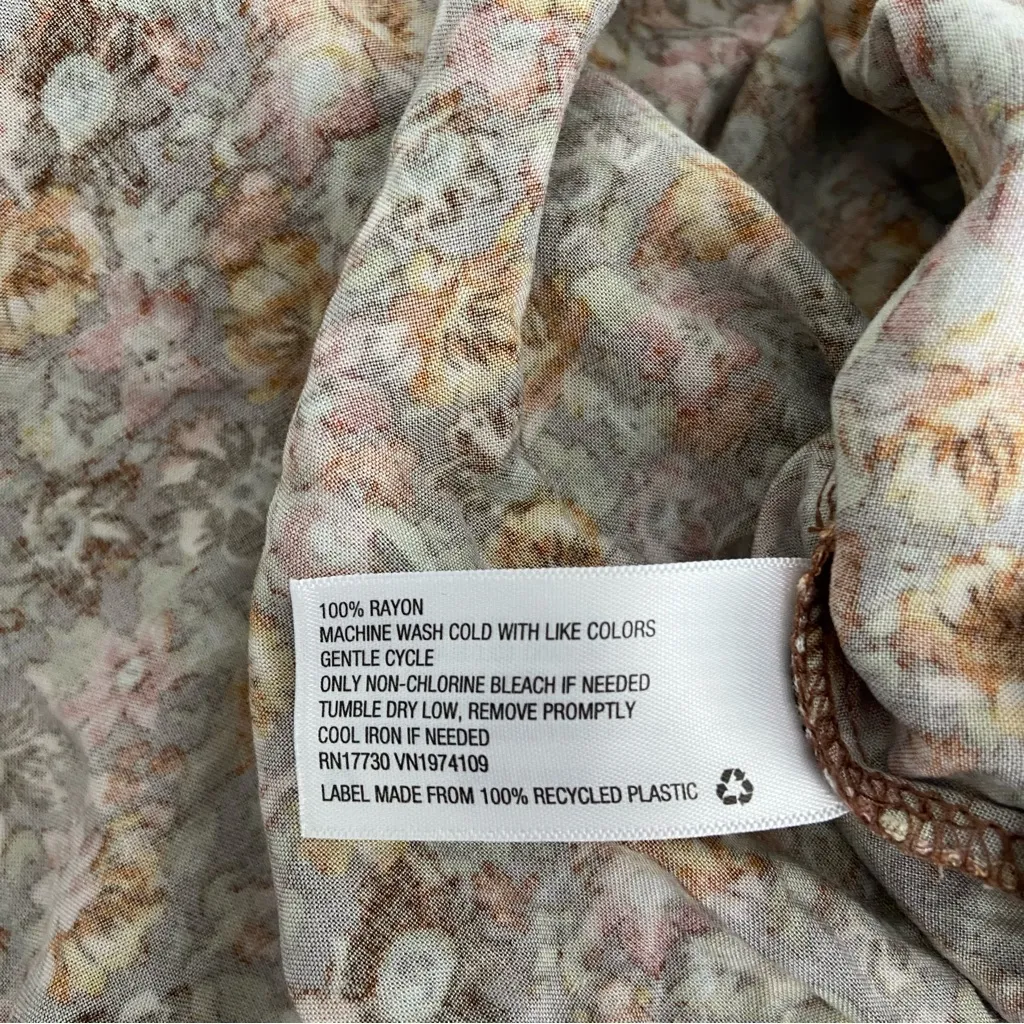 100% RAYON
MACHINE WASH COLD WITH LIKE COLORS
GENTLE CYCLE
ONLY NON-CHLORINE BLEACH IF NEEDED
TUMBLE DRY LOW, REMOVE PROMPTLY
COOL IRON IF NEEDED
RN17730 VN1974109
LABEL MADE FROM 100% RECYCLED PLASTIC